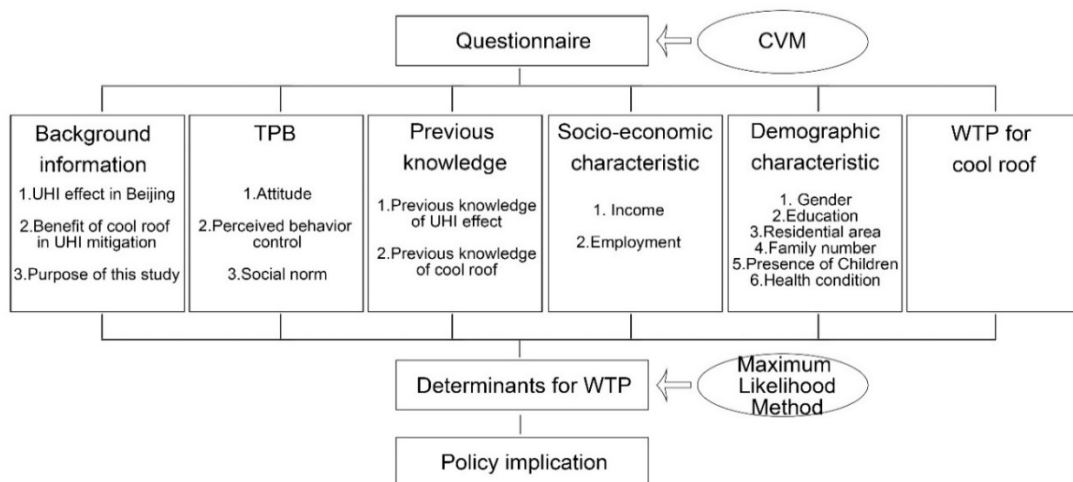 Questionnaire
CVM
Background
information
1.UHI effect in Beijing
2.Benefit of cool roof
in UHI mitigation
3.Purpose of this study
TPB
1.Attitude
2.Perceived behavior
control
3.Social norm
Previous
knowledge
1.Previous knowledge
of UHI effect
2.Previous knowledge
of cool roof
Socio-economic
characteristic
1. Income
2.Employment
Demographic
characteristic
1. Gender
2.Education
3.Residential area
4.Family number
5.Presence of Children
6.Health condition
WTP for
cool roof
Determinants for WTP
Maximum
Likelihood
Method
Policy implication